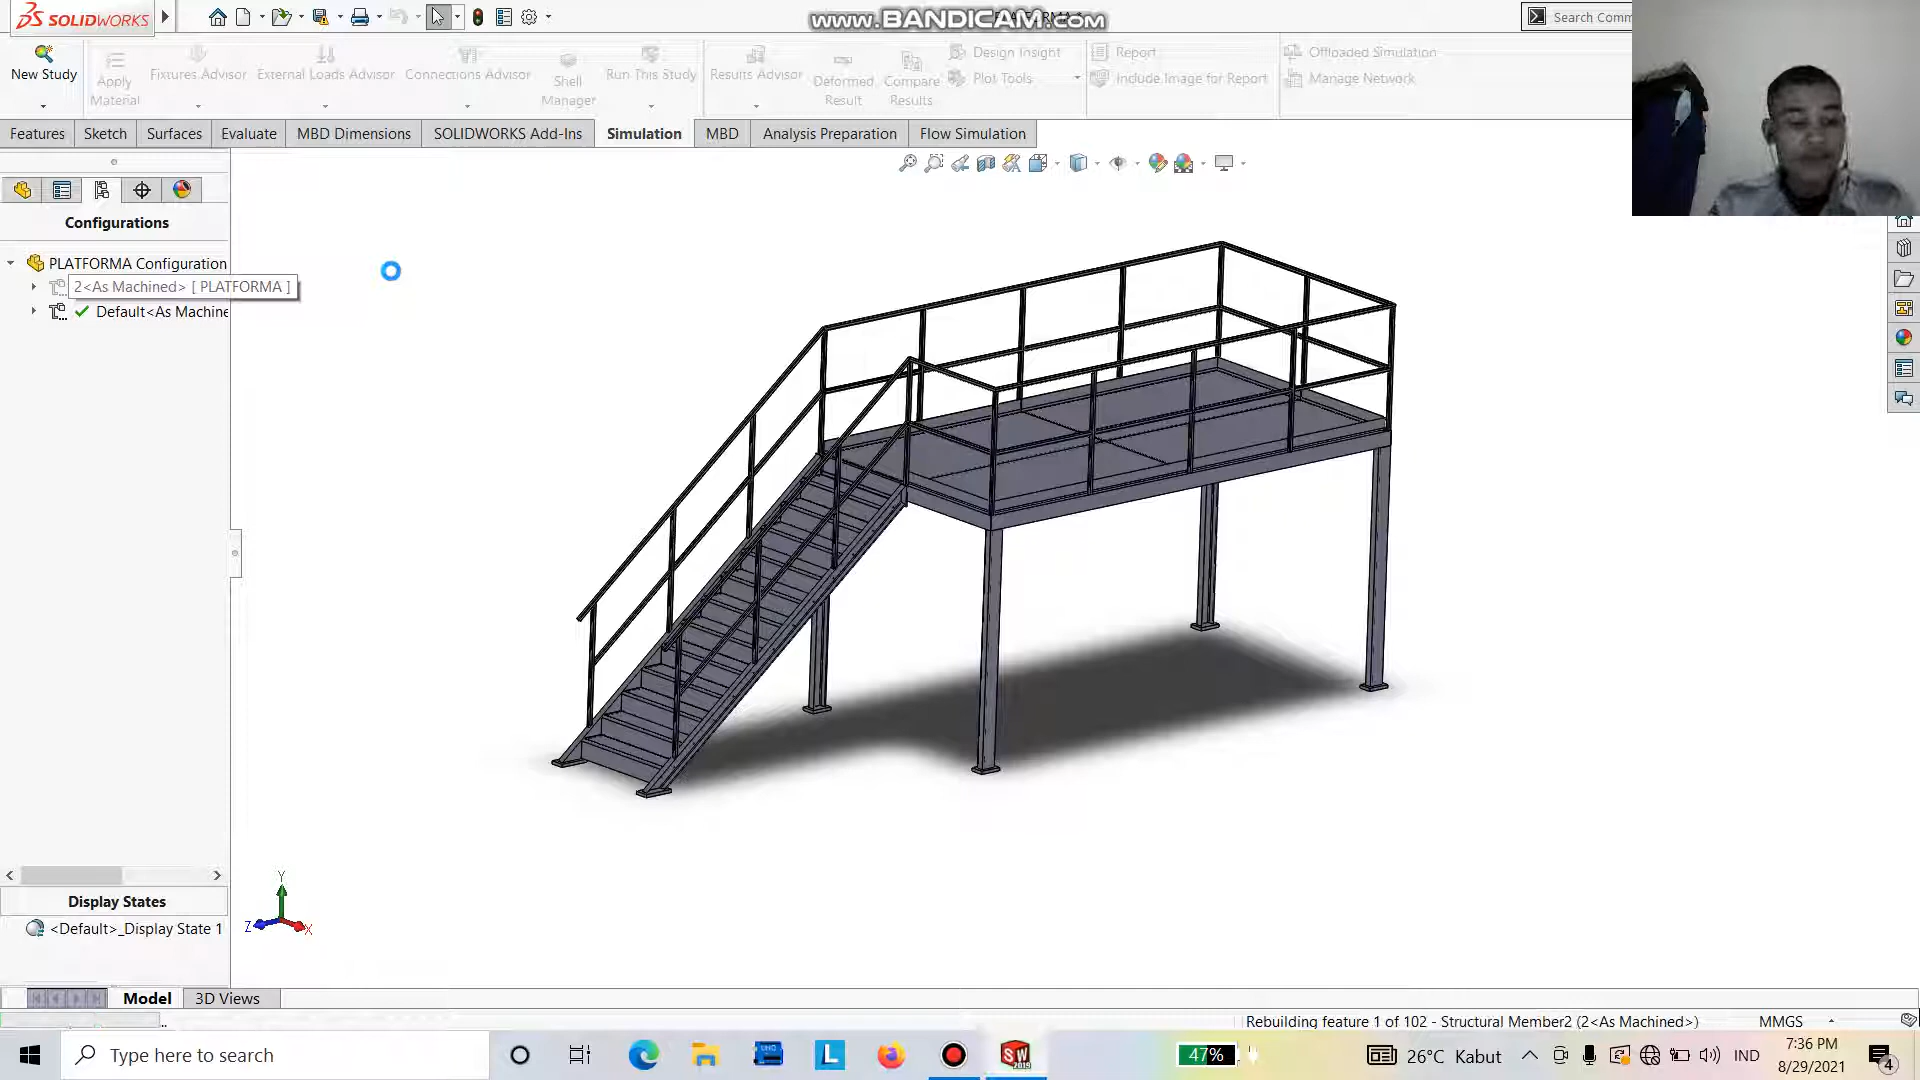 SOLIDWORKS
www.BANDICAM.com
Search Comm
New Study
Apply Material
Fixtures Advisor
External Loads Advisor
Connections Advisor
Shell Manager
Run This Study
Results Advisor
Deformed Result
Compare Results
Design Insight
Plot Tools
Report
Include Image for Report
Offloaded Simulation
Manage Network
Features
Sketch
Surfaces
Evaluate
MBD Dimensions
SOLIDWORKS Add-Ins
Simulation
MBD
Analysis Preparation
Flow Simulation
Configurations
PLATFORMA Configuration
2<As Machined> [ PLATFORMA ]
Default<As Machine
Y
Z
X
Display States
<Default>_Display State 1
Model
3D Views
Rebuilding feature 1 of 102 - Structural Member2 (2<As Machined>)
MMGS
Type here to search
L
SW
2019
47%
26°C Kabut
IND
7:36 PM
8/29/2021
4